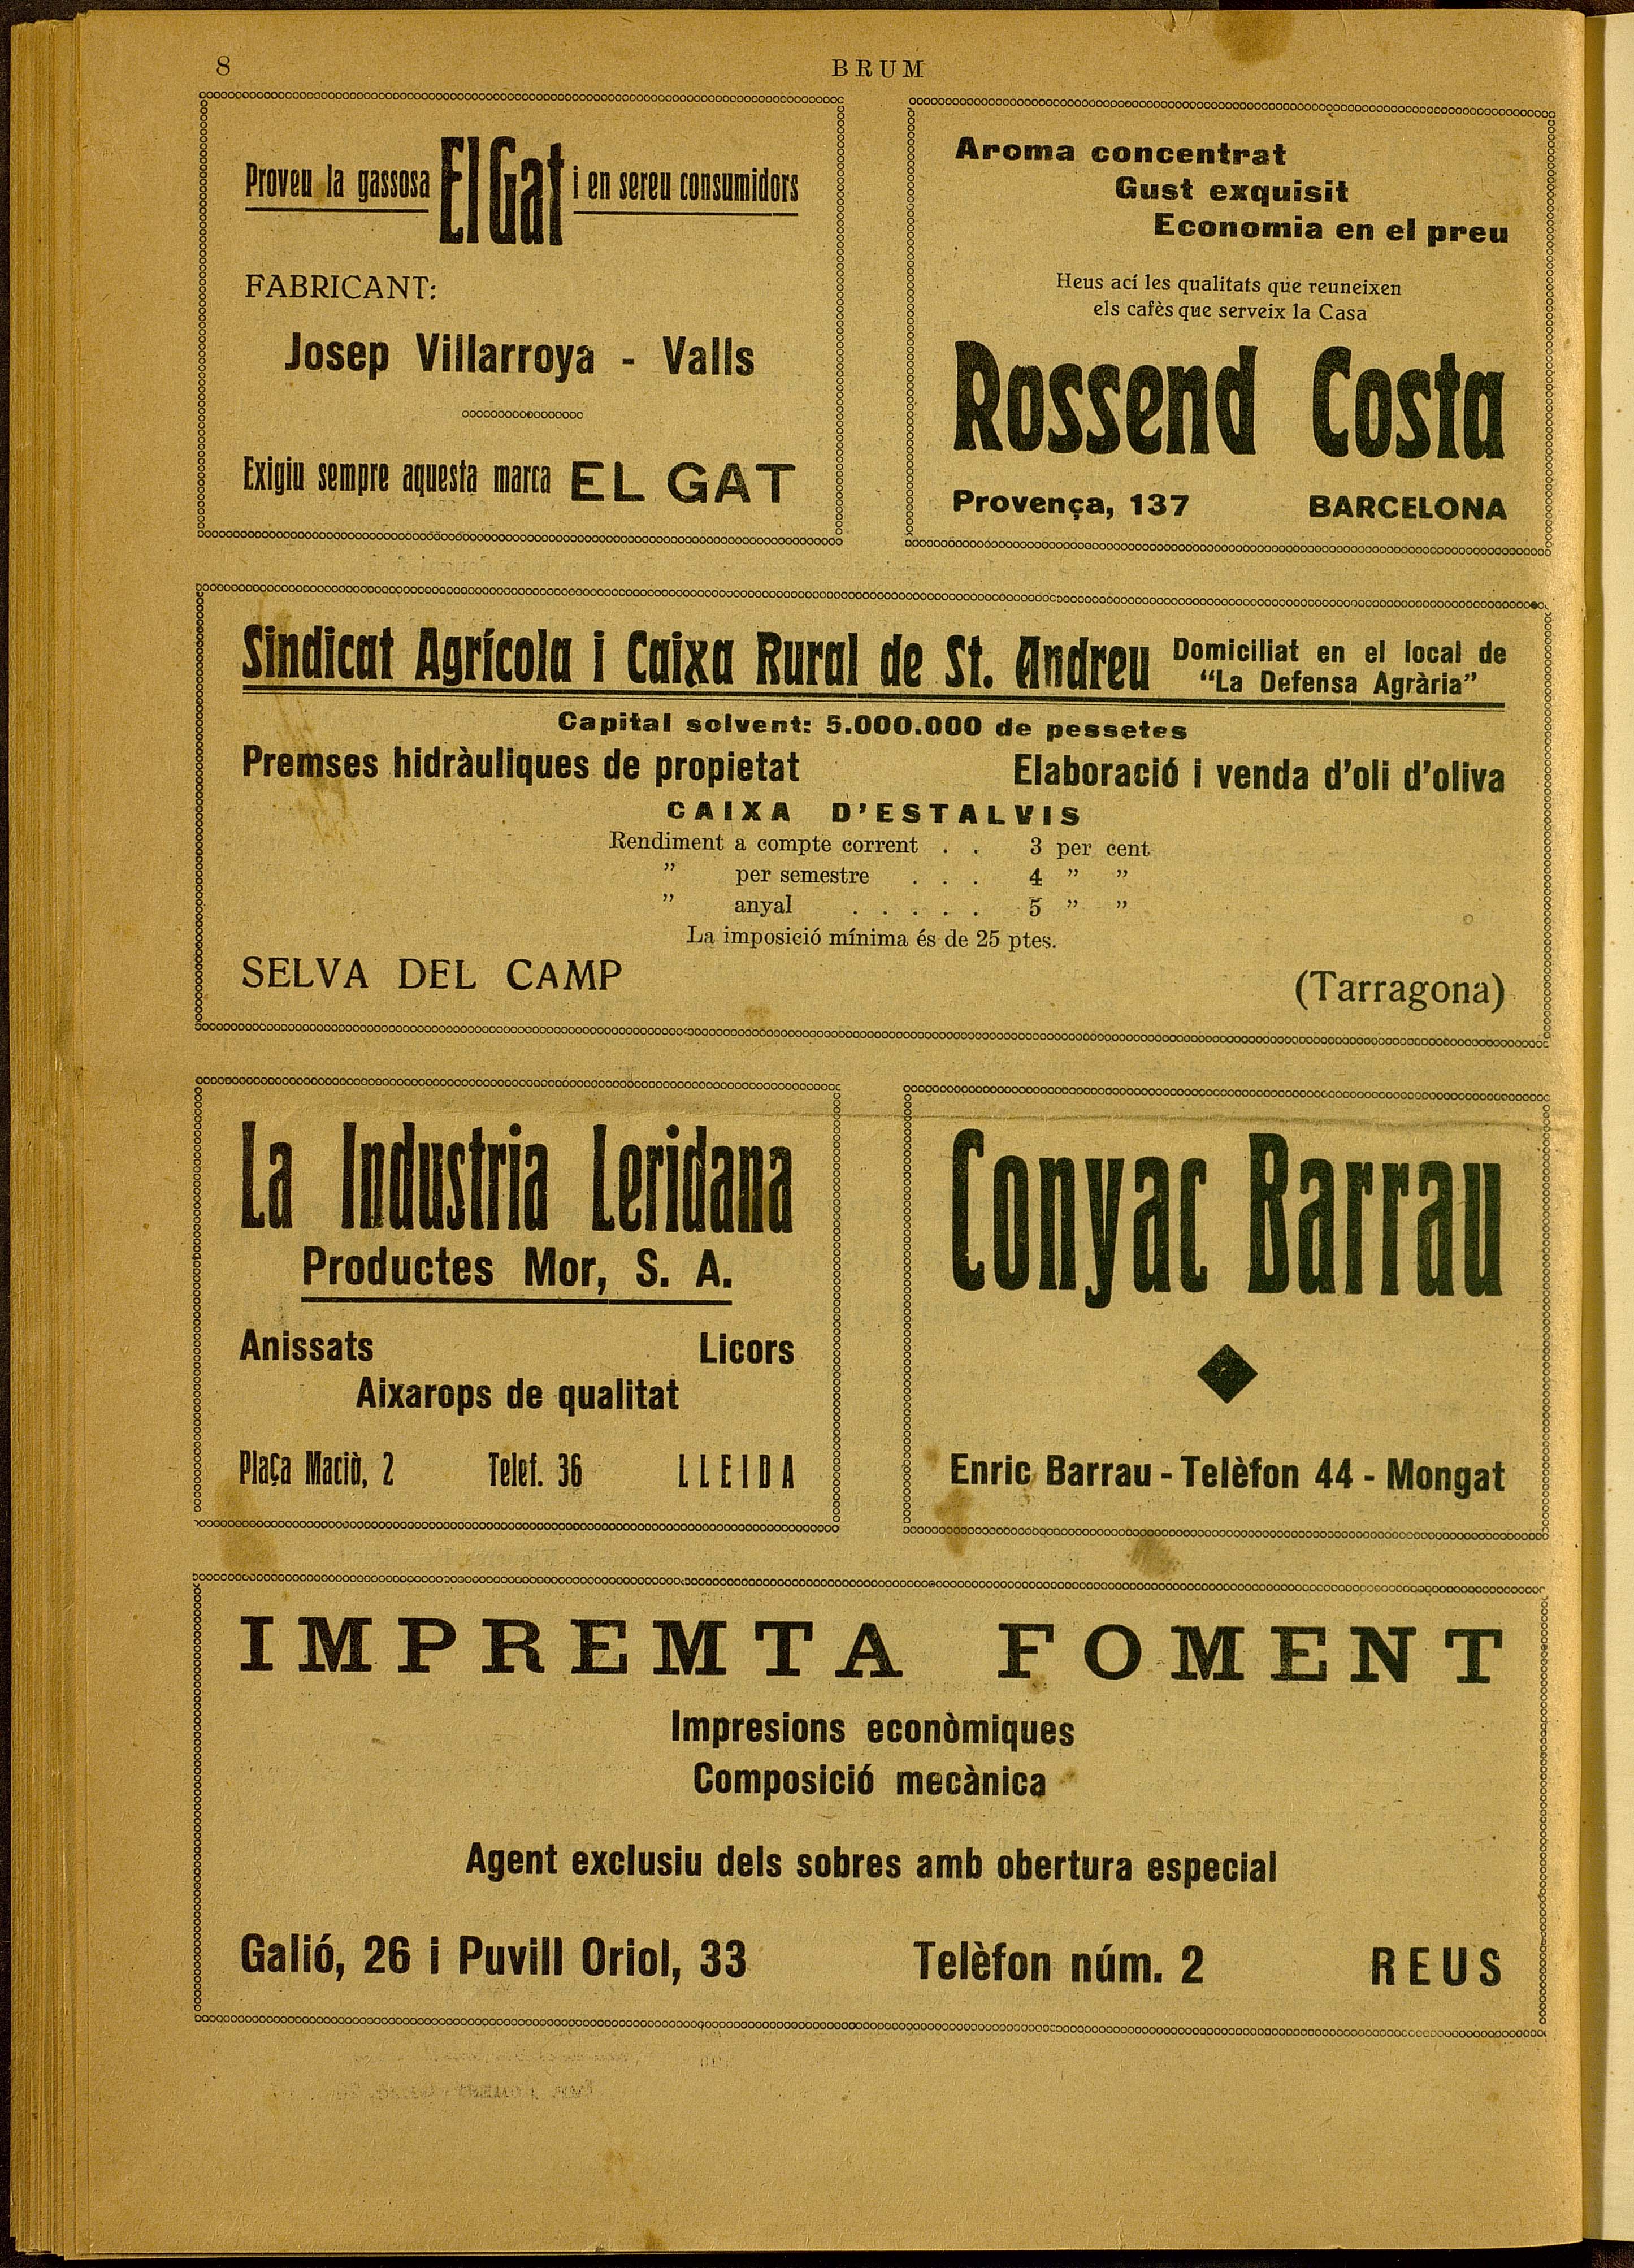 8
BRUM
Proveu la gassosa El Gat i en sereu consumidors
FABRICANT:
Josep Villarroya - Valls
Exigiu sempre aquesta marca EL GAT
Aroma concentrat
Gust exquisit
Economia en el preu
Heus ací les qualitats que reuneixen
els cafès que serveix la Casa
Rossend Costa
Provença, 137 BARCELONA
Sindicat Agrícola i Caixa Rural de St. Andreu
Domiciliat en el local de
“La Defensa Agrària”
Capital solvent: 5.000.000 de pessetes
Premses hidràuliques de propietat Elaboració i venda d’oli d’oliva
CAIXA D’ESTALVIS
Rendiment a compte corrent . . 3 per cent
” per semestre . . . 4 ” ”
” anyal . . . . . 5 ” ”
La imposició mínima és de 25 ptes.
SELVA DEL CAMP (Tarragona)
La Industria Leridana
Productes Mor, S. A.
Anissats Licors
Aixarops de qualitat
Plaça Macià, 2 Telef. 36 LLEIDA
Conyac Barrau
Enric Barrau - Telèfon 44 - Mongat
IMPREMTA FOMENT
Impresions econòmiques
Composició mecànica
Agent exclusiu dels sobres amb obertura especial
Galió, 26 i Puvill Oriol, 33 Telèfon núm. 2 REUS